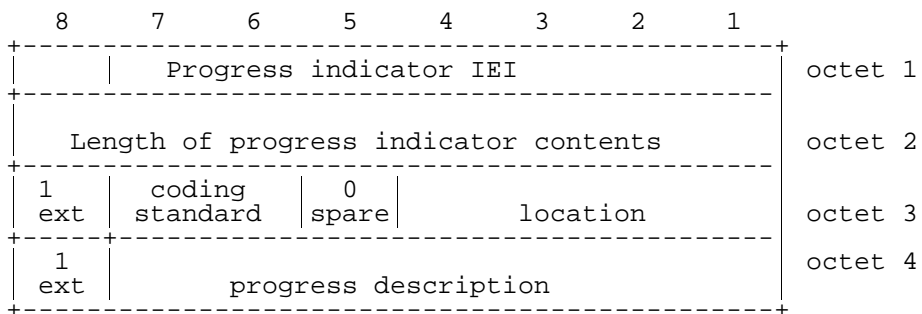 8 7 6 5 4 3 2 1
Progress indicator IEI octet 1
Length of progress indicator contents octet 2
1 coding 0
ext standard spare location octet 3
1 octet 4
ext progress description